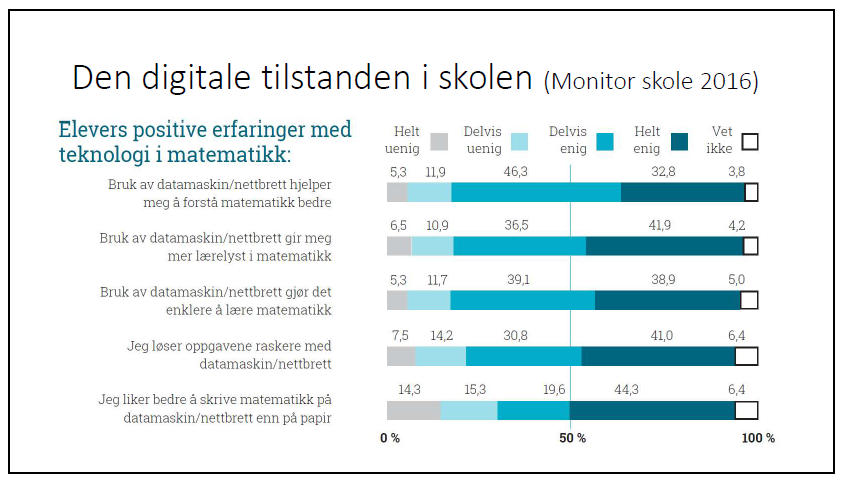 Den digitale tilstanden i skolen (Monitor skole 2016)
Elevers positive erfaringer med
teknologi i matematikk:
Helt
uenig
Delvis
uenig
Delvis
enig
Helt
enig
Vet
ikke
Bruk av datamaskin/nettbrett hjelper
meg å forstå matematikk bedre
5,3 11,9 46,3 32,8 3,8
Bruk av datamaskin/nettbrett gir meg
mer lærelyst i matematikk
6,5 10,9 36,5 41,9 4,2
Bruk av datamaskin/nettbrett gjør det
enklere å lære matematikk
5,3 11,7 39,1 38,9 5,0
Jeg løser oppgavene raskere med
datamaskin/nettbrett
7,5 14,2 30,8 41,0 6,4
Jeg liker bedre å skrive matematikk på
datamaskin/nettbrett enn på papir
14,3 15,3 19,6 44,3 6,4
0 % 50 % 100 %